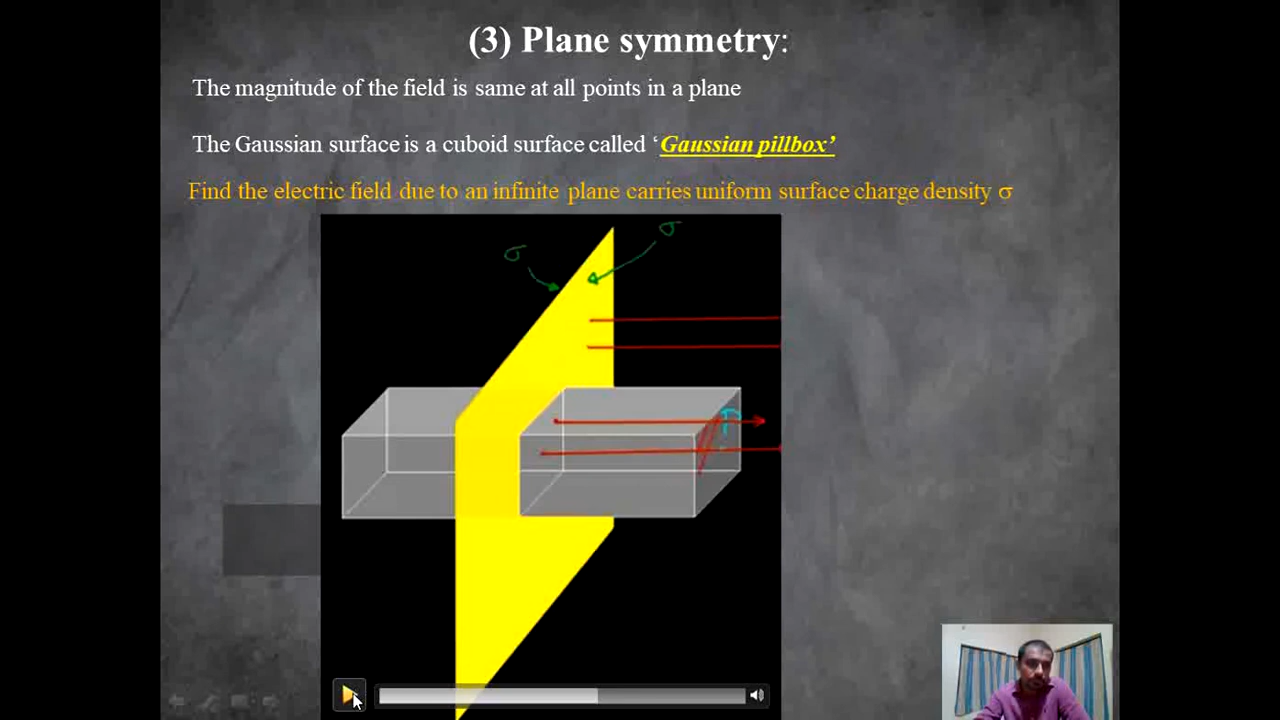 (3) Plane symmetry:
The magnitude of the field is same at all points in a plane
The Gaussian surface is a cuboid surface called ‘Gaussian pillbox’
Find the electric field due to an infinite plane carries uniform surface charge density σ
σ
σ